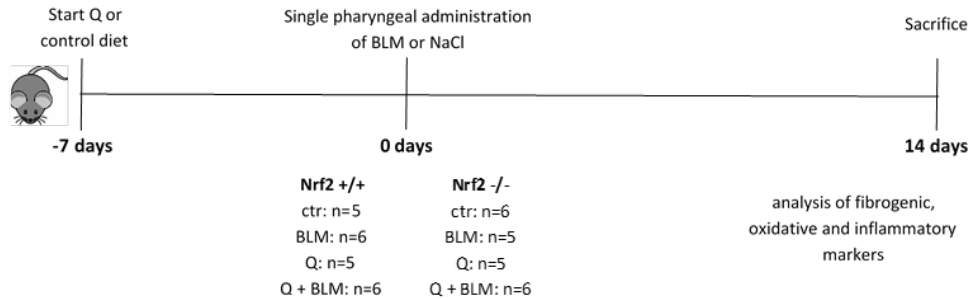 Start Q or
control diet
Single pharyngeal administration
of BLM or NaCl
Sacrifice
-7 days
0 days
14 days
Nrf2 +/+
ctr: n=5
BLM: n=6
Q: n=5
Q + BLM: n=6
Nrf2 -/-
ctr: n=6
BLM: n=5
Q: n=5
Q + BLM: n=6
analysis of fibrogenic,
oxidative and inflammatory
markers